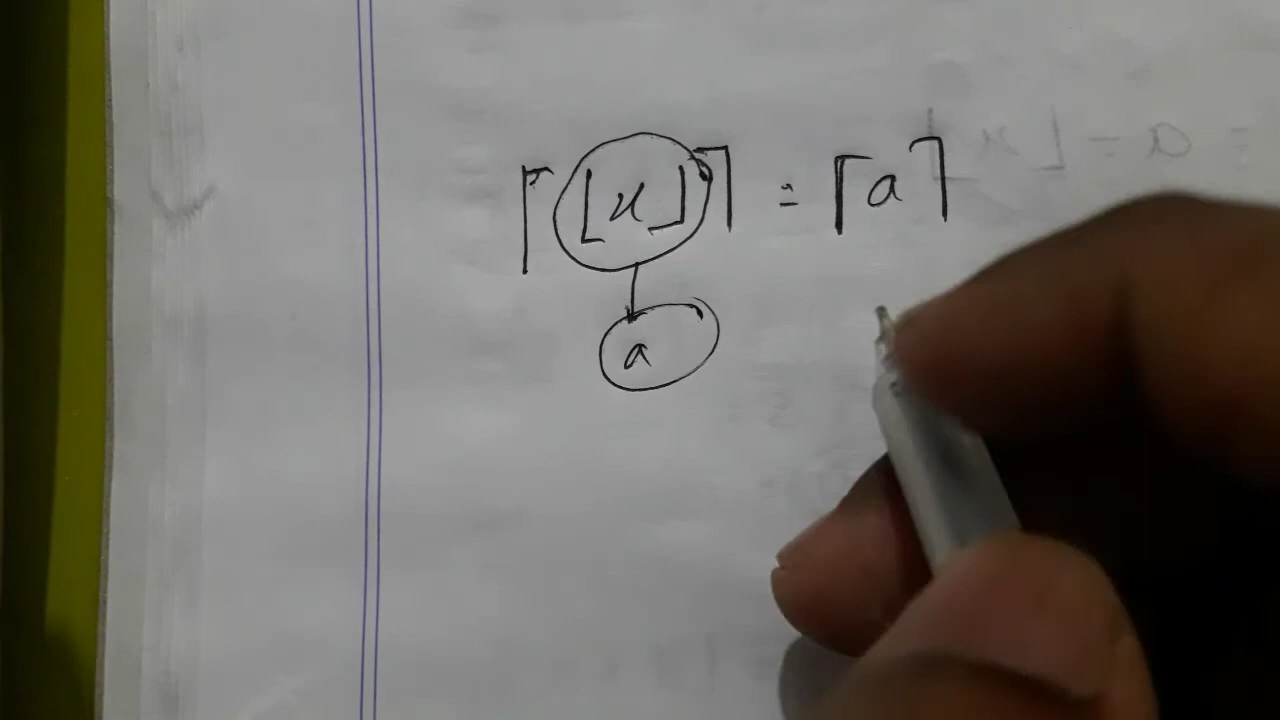 ⌈⌊x⌋⌉ = ⌈a⌉
a